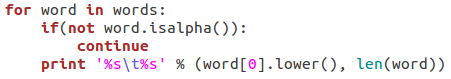 for word in words:
    if(not word.isalpha()):
        continue
    print '%s\t%s' % (word[0].lower(), len(word))